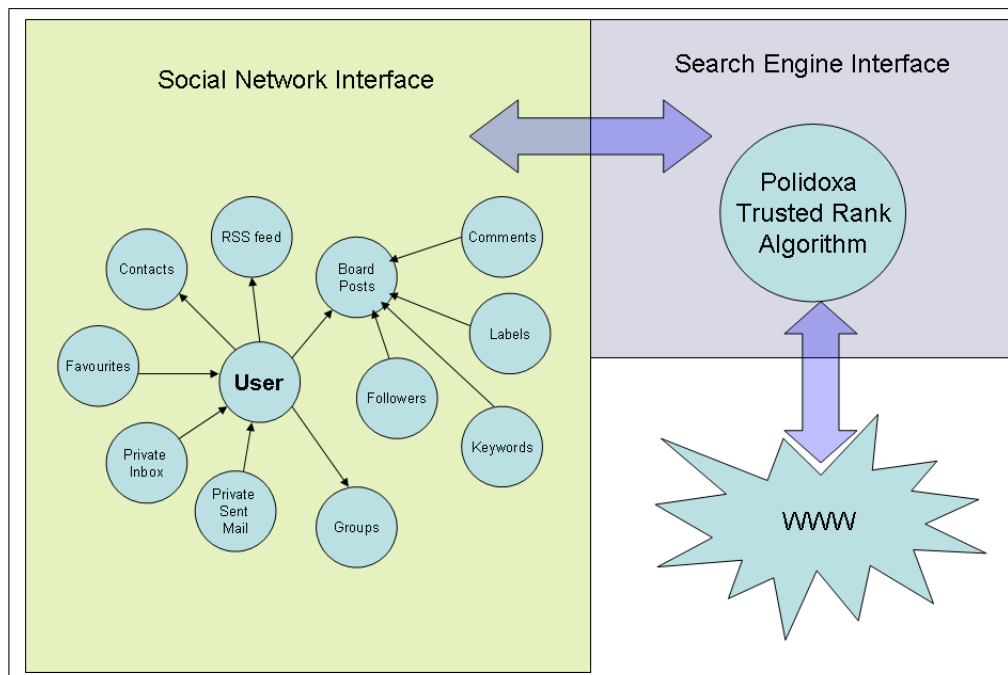 Social Network Interface
Search Engine Interface
Polidoxa
Trusted Rank
Algorithm
RSS feed
Comments
Contacts
Board
Posts
Labels
Favourites
User
Followers
Private
Inbox
Keywords
Private
Sent
Mail
Groups
WWW